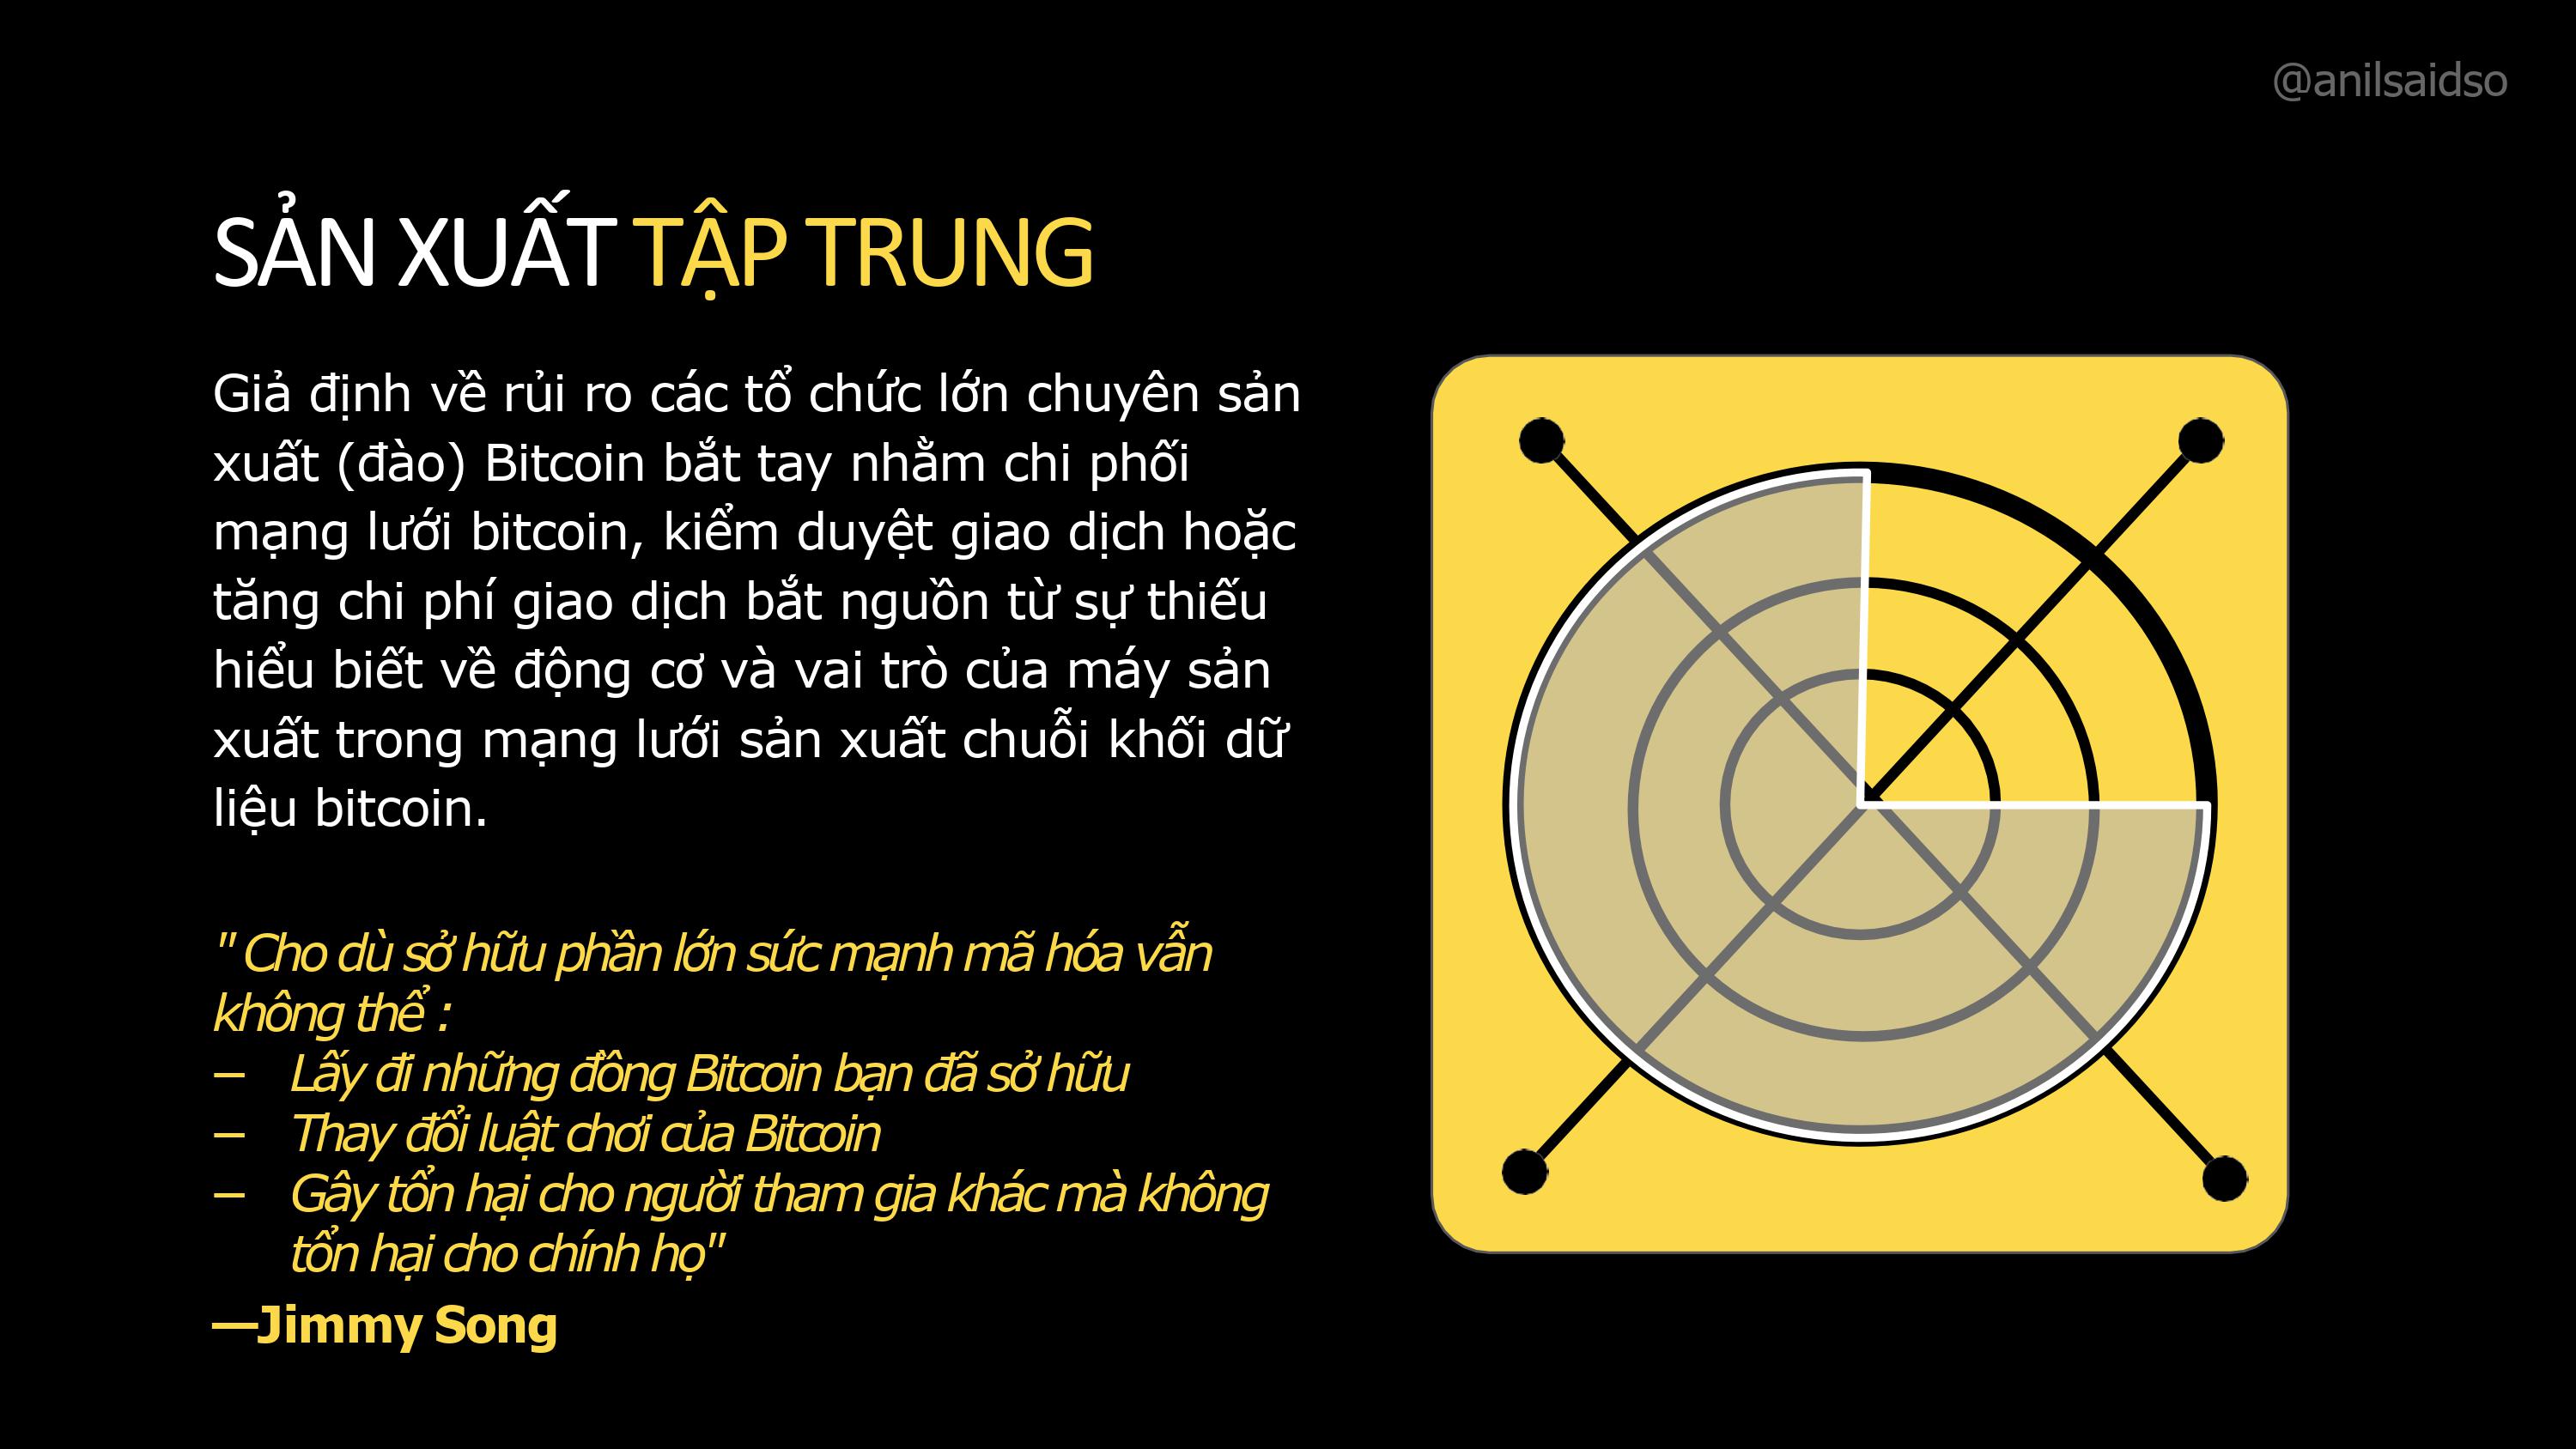 @anilsaidso
SẢN XUẤT TẬP TRUNG
Giả định về rủi ro các tổ chức lớn chuyên sản
xuất (đào) Bitcoin bắt tay nhằm chi phối
mạng lưới bitcoin, kiểm duyệt giao dịch hoặc
tăng chi phí giao dịch bắt nguồn từ sự thiếu
hiểu biết về động cơ và vai trò của máy sản
xuất trong mạng lưới sản xuất chuỗi khối dữ
liệu bitcoin.
" Cho dù sở hữu phần lớn sức mạnh mã hóa vẫn
không thể :
– Lấy đi những đồng Bitcoin bạn đã sở hữu
– Thay đổi luật chơi của Bitcoin
– Gây tổn hại cho người tham gia khác mà không
tổn hại cho chính họ"
—Jimmy Song